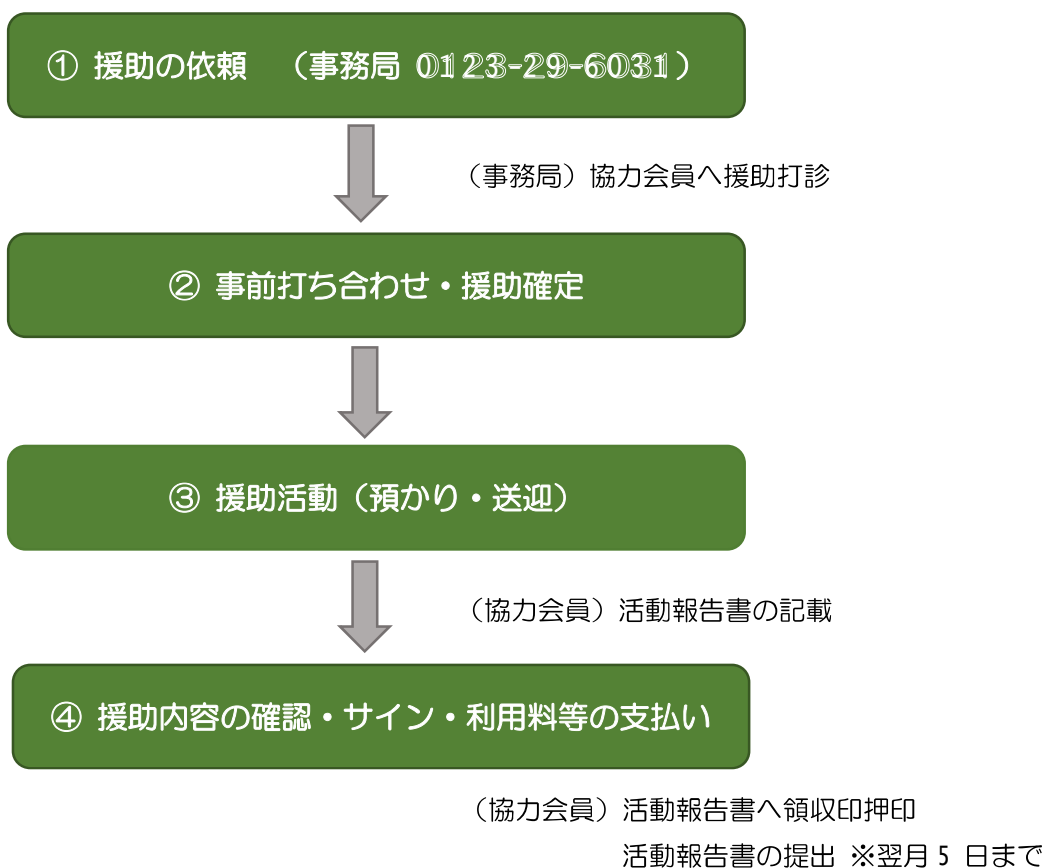 ① 援助の依頼　（事務局 0123-29-6031）
（事務局）協力会員へ援助打診
② 事前打ち合わせ・援助確定
③ 援助活動（預かり・送迎）
（協力会員）活動報告書の記載
④ 援助内容の確認・サイン・利用料等の支払い
（協力会員）活動報告書へ領収印押印
活動報告書の提出 ※翌月 5 日まで